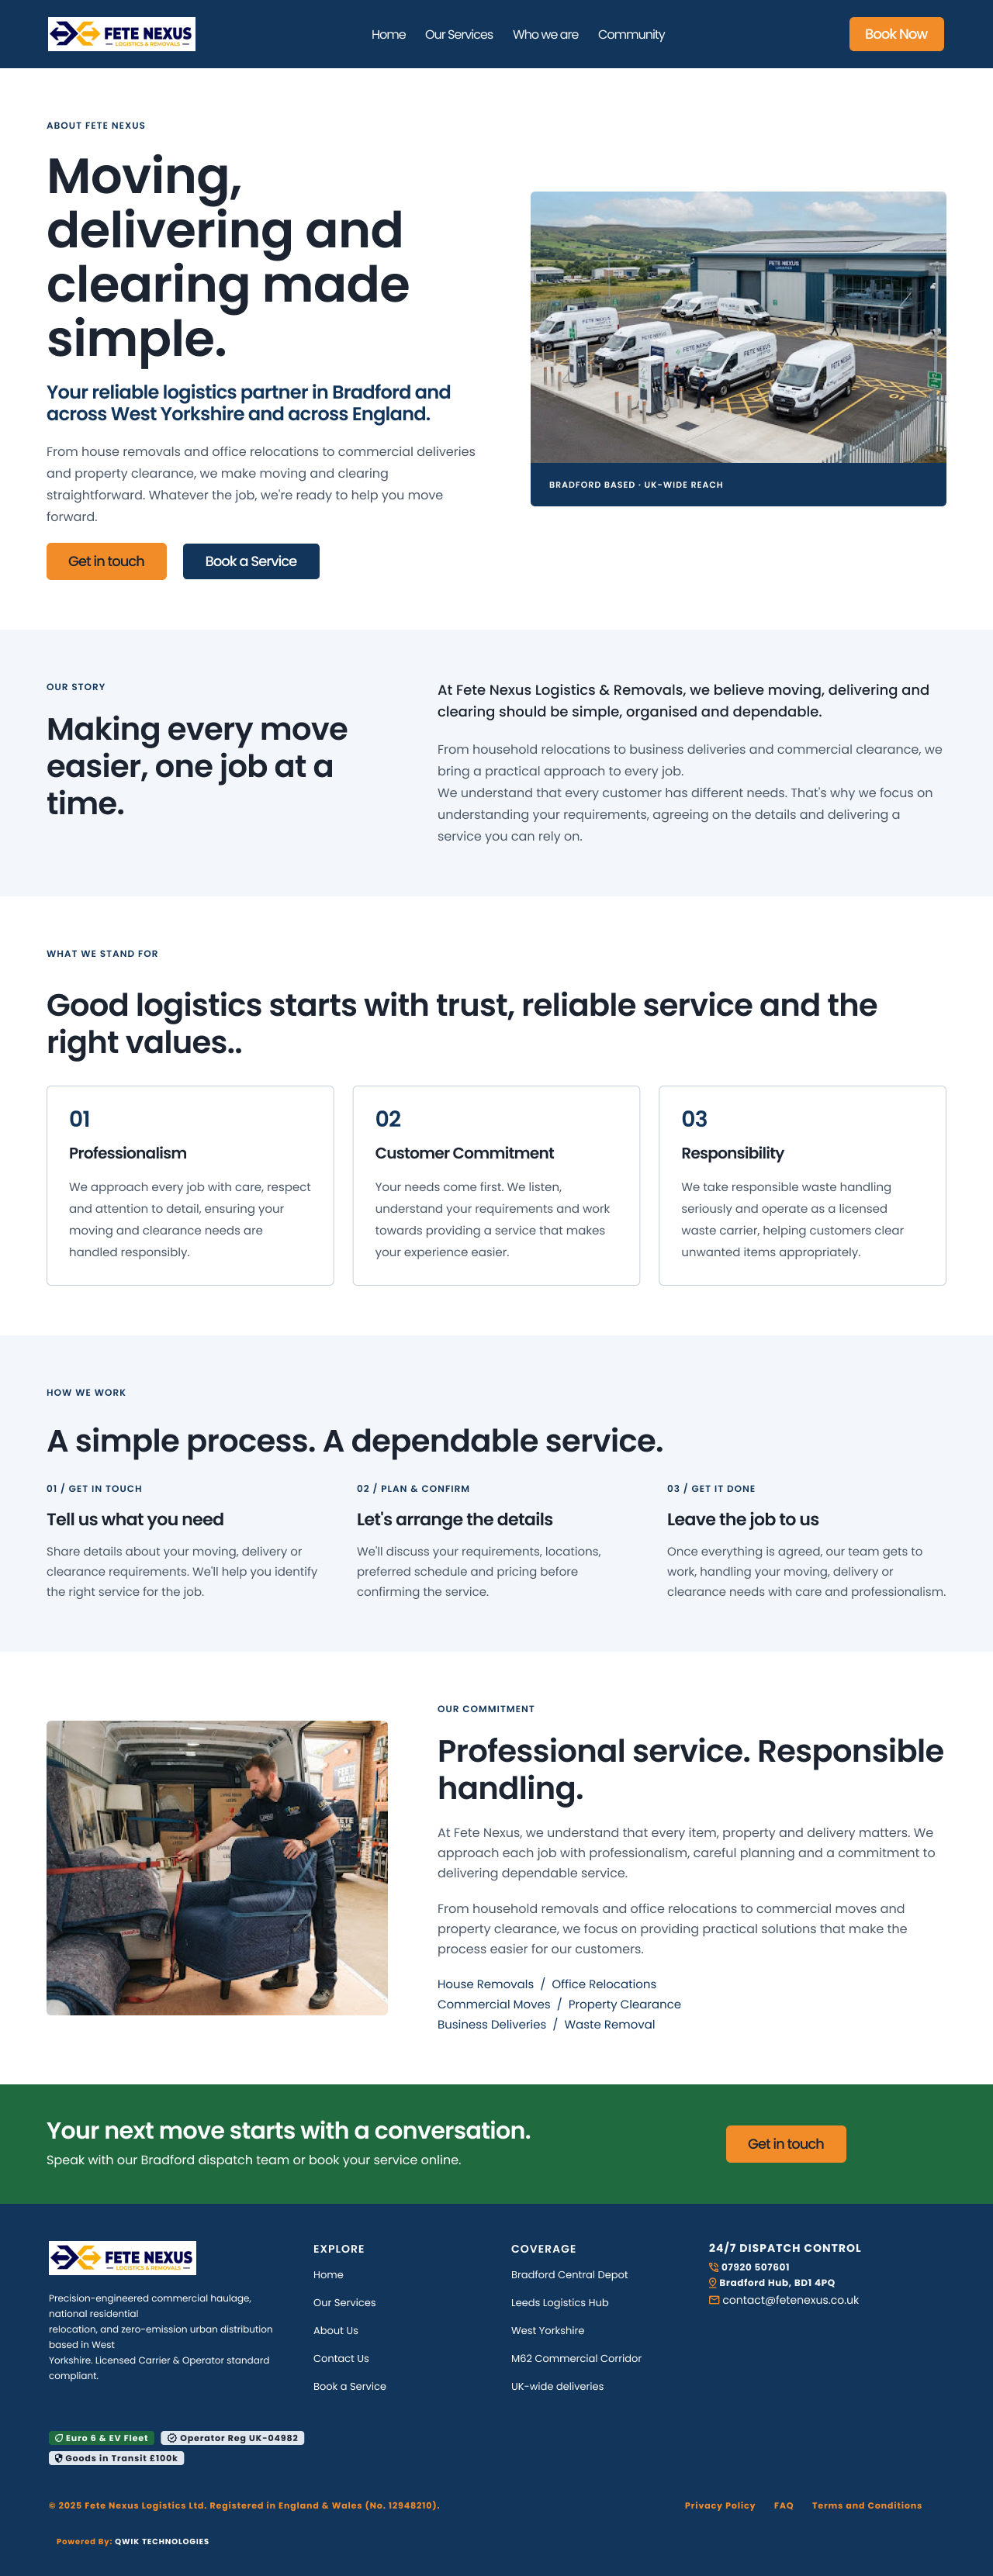 FETE NEXUS
LOGISTICS & REMOVALS
Home
Our Services
Who we are
Community
Book Now
ABOUT FETE NEXUS
Moving,
delivering and
clearing made
simple.
Your reliable logistics partner in Bradford and
across West Yorkshire and across England.
From house removals and office relocations to commercial deliveries
and property clearance, we make moving and clearing
straightforward. Whatever the job, we're ready to help you move
forward.
Get in touch
Book a Service
FETE NEXUS
LOGISTICS
BRADFORD BASED · UK-WIDE REACH
OUR STORY
Making every move
easier, one job at a
time.
At Fete Nexus Logistics & Removals, we believe moving, delivering and
clearing should be simple, organised and dependable.
From household relocations to business deliveries and commercial clearance, we
bring a practical approach to every job.
We understand that every customer has different needs. That's why we focus on
understanding your requirements, agreeing on the details and delivering a
service you can rely on.
WHAT WE STAND FOR
Good logistics starts with trust, reliable service and the
right values..
01
Professionalism
We approach every job with care, respect
and attention to detail, ensuring your
moving and clearance needs are
handled responsibly.
02
Customer Commitment
Your needs come first. We listen,
understand your requirements and work
towards providing a service that makes
your experience easier.
03
Responsibility
We take responsible waste handling
seriously and operate as a licensed
waste carrier, helping customers clear
unwanted items appropriately.
HOW WE WORK
A simple process. A dependable service.
01 / GET IN TOUCH
Tell us what you need
Share details about your moving, delivery or
clearance requirements. We'll help you identify
the right service for the job.
02 / PLAN & CONFIRM
Let's arrange the details
We'll discuss your requirements, locations,
preferred schedule and pricing before
confirming the service.
03 / GET IT DONE
Leave the job to us
Once everything is agreed, our team gets to
work, handling your moving, delivery or
clearance needs with care and professionalism.
OUR COMMITMENT
Professional service. Responsible
handling.
At Fete Nexus, we understand that every item, property and delivery matters. We
approach each job with professionalism, careful planning and a commitment to
delivering dependable service.
From household removals and office relocations to commercial moves and
property clearance, we focus on providing practical solutions that make the
process easier for our customers.
House Removals / Office Relocations
Commercial Moves / Property Clearance
Business Deliveries / Waste Removal
Your next move starts with a conversation.
Speak with our Bradford dispatch team or book your service online.
Get in touch
FETE NEXUS
LOGISTICS & REMOVALS
Precision-engineered commercial haulage,
national residential
relocation, and zero-emission urban distribution
based in West
Yorkshire. Licensed Carrier & Operator standard
compliant.
Euro 6 & EV Fleet
Operator Reg UK-04982
Goods in Transit £100k
EXPLORE
Home
Our Services
About Us
Contact Us
Book a Service
COVERAGE
Bradford Central Depot
Leeds Logistics Hub
West Yorkshire
M62 Commercial Corridor
UK-wide deliveries
24/7 DISPATCH CONTROL
07920 507601
Bradford Hub, BD1 4PQ
contact@fetenexus.co.uk
© 2025 Fete Nexus Logistics Ltd. Registered in England & Wales (No. 12948210).
Privacy Policy
FAQ
Terms and Conditions
Powered By: QWIK TECHNOLOGIES